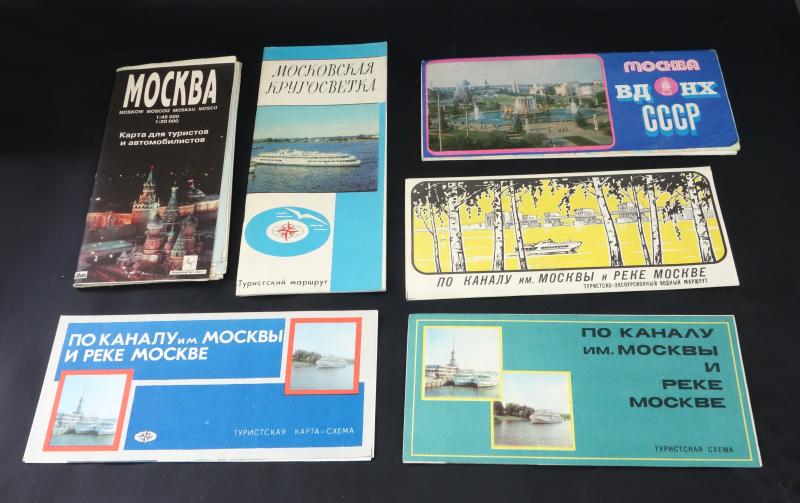 МОСКВА
MOSKOW MOSCOO MOSKAU MOSCU
1:45 000
1:20 000
Карта для туристов
и автомобилистов
МОСКОВСКАЯ
КРУГОСВЕТКА
Туристский маршрут
МОСКВА
ВДНХ
СССР
ПО КАНАЛУ им. МОСКВЫ и РЕКЕ МОСКВЕ
ТУРИСТСКО-ЭКСКУРСИОННЫЙ ВОДНЫЙ МАРШРУТ
ПО КАНАЛУ им. МОСКВЫ
И РЕКЕ МОСКВЕ
ТУРИСТСКАЯ КАРТА-СХЕМА
ПО КАНАЛУ
ИМ. МОСКВЫ
И
РЕКЕ
МОСКВЕ
ТУРИСТСКАЯ СХЕМА